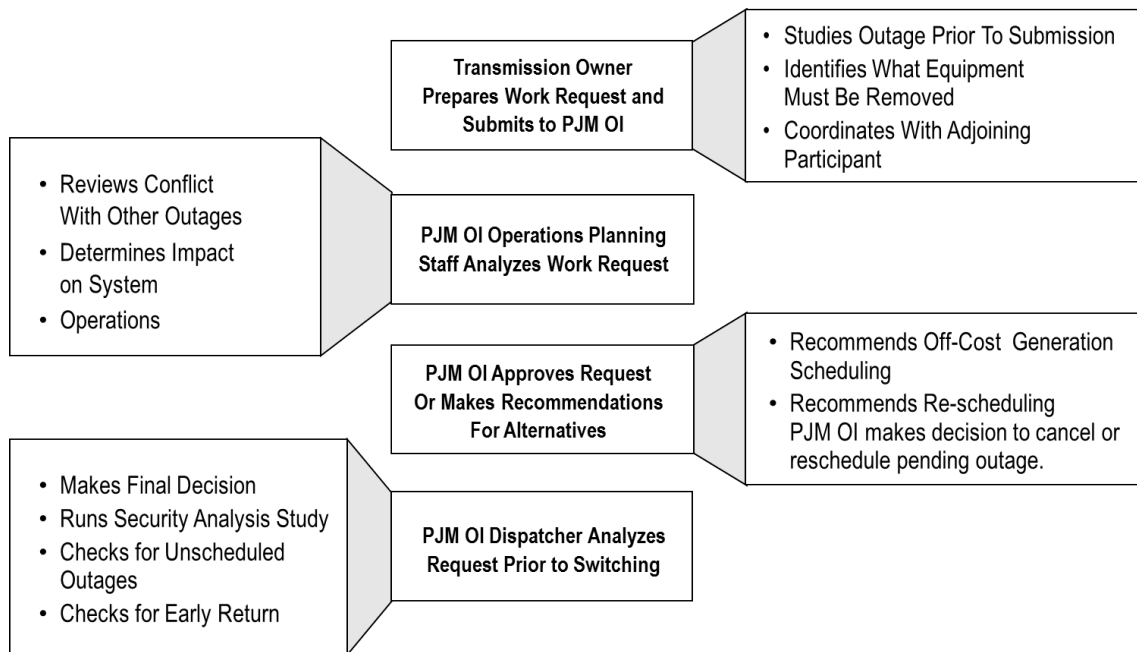 Transmission Owner
Prepares Work Request and
Submits to PJM OI
• Studies Outage Prior To Submission
• Identifies What Equipment
Must Be Removed
• Coordinates With Adjoining
Participant
• Reviews Conflict
With Other Outages
• Determines Impact
on System
• Operations
PJM OI Operations Planning
Staff Analyzes Work Request
PJM OI Approves Request
Or Makes Recommendations
For Alternatives
• Recommends Off-Cost Generation
Scheduling
• Recommends Re-scheduling
PJM OI makes decision to cancel or
reschedule pending outage.
• Makes Final Decision
• Runs Security Analysis Study
• Checks for Unscheduled
Outages
• Checks for Early Return
PJM OI Dispatcher Analyzes
Request Prior to Switching